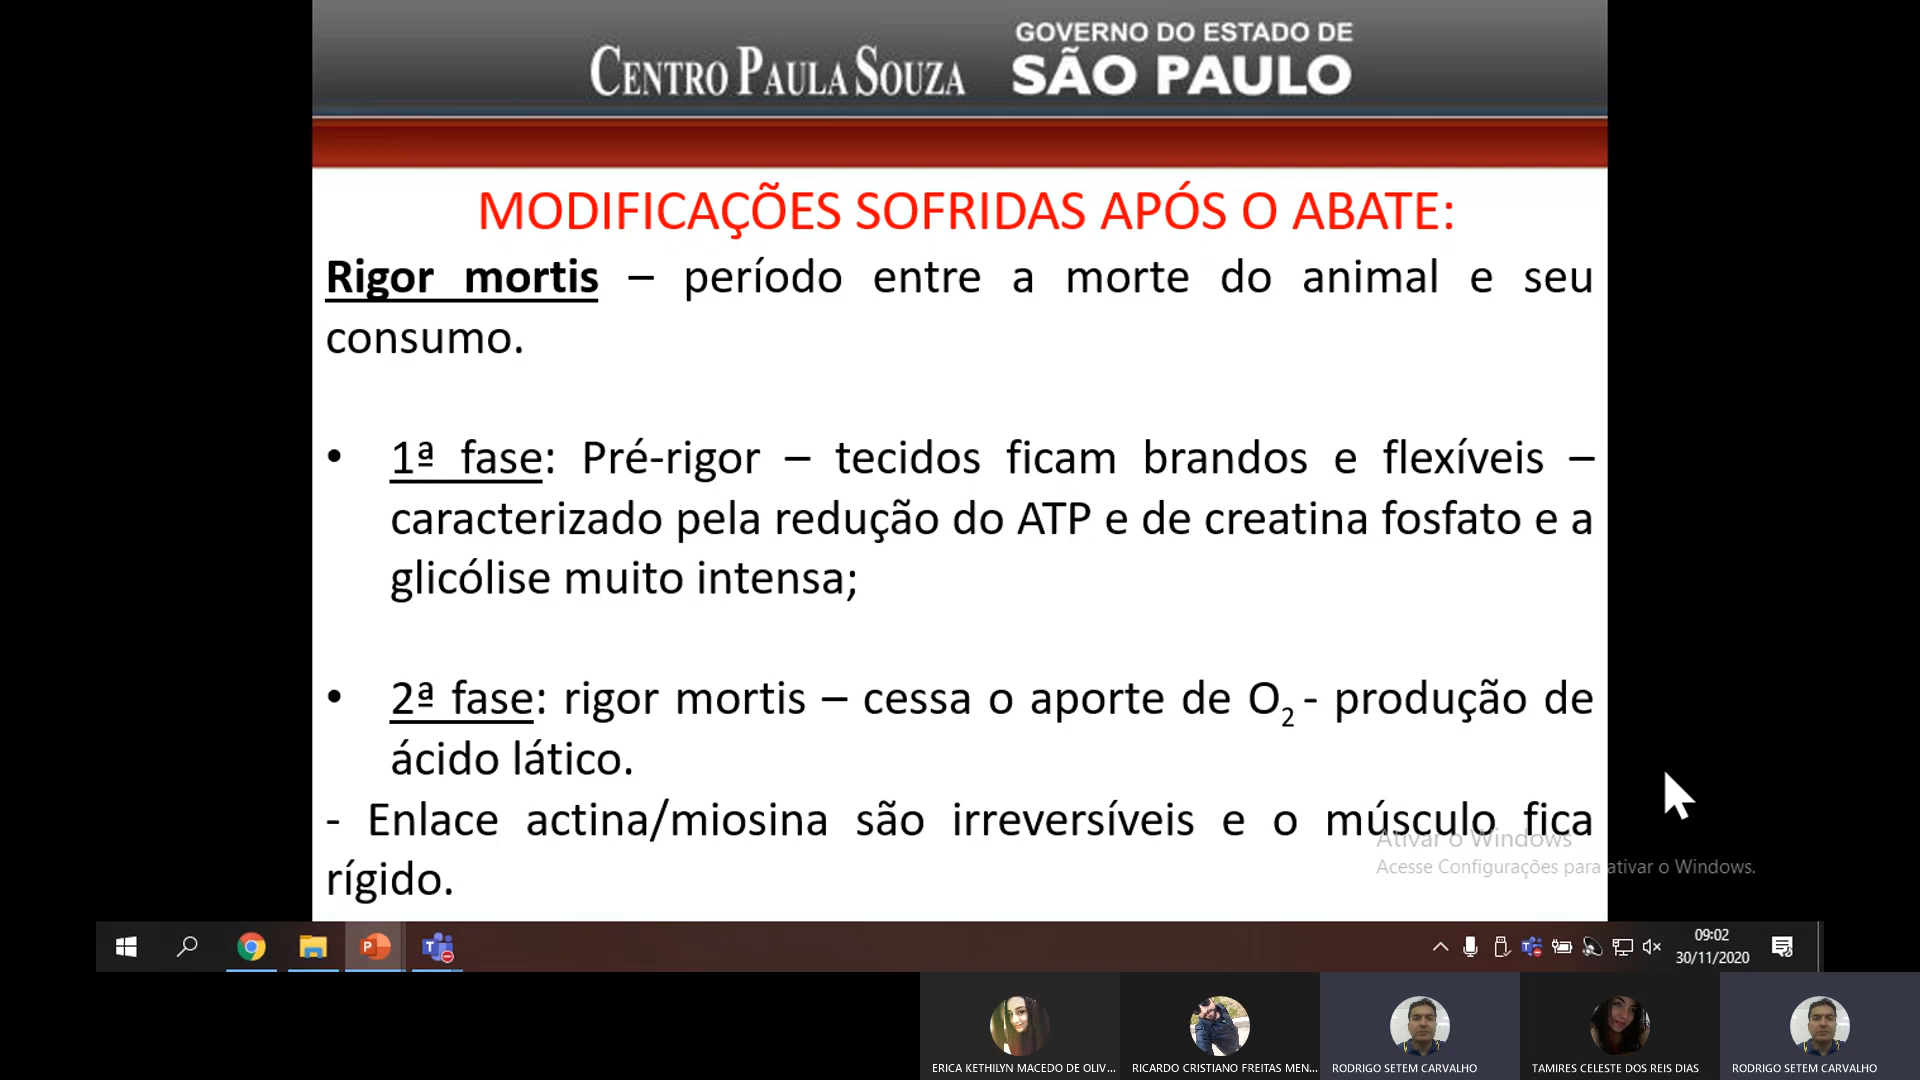 CENTRO PAULA SOUZA
GOVERNO DO ESTADO DE
SÃO PAULO
MODIFICAÇÕES SOFRIDAS APÓS O ABATE:
Rigor mortis – período entre a morte do animal e seu
consumo.
• 1ª fase: Pré-rigor – tecidos ficam brandos e flexíveis –
caracterizado pela redução do ATP e de creatina fosfato e a
glicólise muito intensa;
• 2ª fase: rigor mortis – cessa o aporte de O₂ - produção de
ácido lático.
- Enlace actina/miosina são irreversíveis e o músculo fica
rígido.
Ativar o Windows
Acesse Configurações para ativar o Windows.
09:02
30/11/2020
ERICA KETHILYN MACEDO DE OLIV...
RICARDO CRISTIANO FREITAS MEN...
RODRIGO SETEM CARVALHO
TAMIRES CELESTE DOS REIS DIAS
RODRIGO SETEM CARVALHO